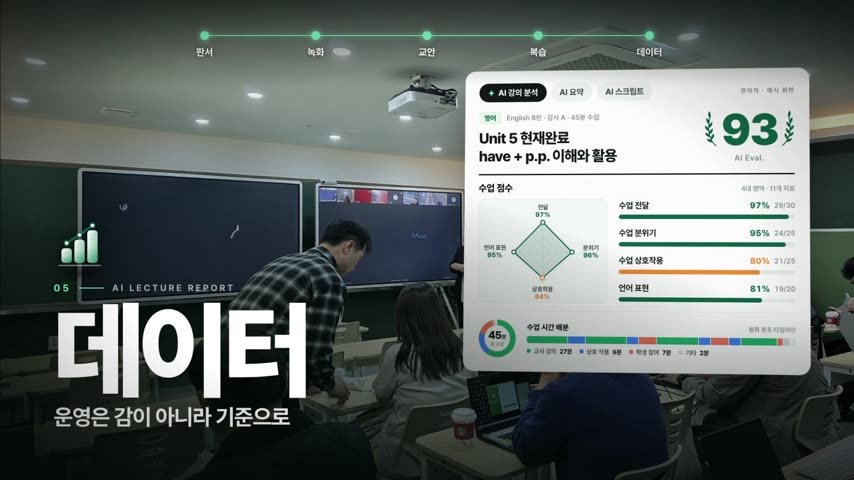 판서 녹화 교안 복습 데이터
AI 강의 분석 AI 요약 AI 스크립트
관리자 · 예시 화면
영어 English B반 · 강사 A · 45분 수업
Unit 5 현재완료
have + p.p. 이해와 활용
93
AI Eval.
수업 점수
4대 영역 · 11개 지표
전달
97%
언어 표현
95%
분위기
96%
상호작용
84%
수업 전달 97% 29/30
수업 분위기 95% 24/25
수업 상호작용 80% 21/25
언어 표현 81% 19/20
45분
수업 시간 배분
발화 분포 타임라인
교사 강의 27분 상호 작용 9분 학생 참여 7분 기타 2분
05 AI LECTURE REPORT
데이터
운영은 감이 아니라 기준으로